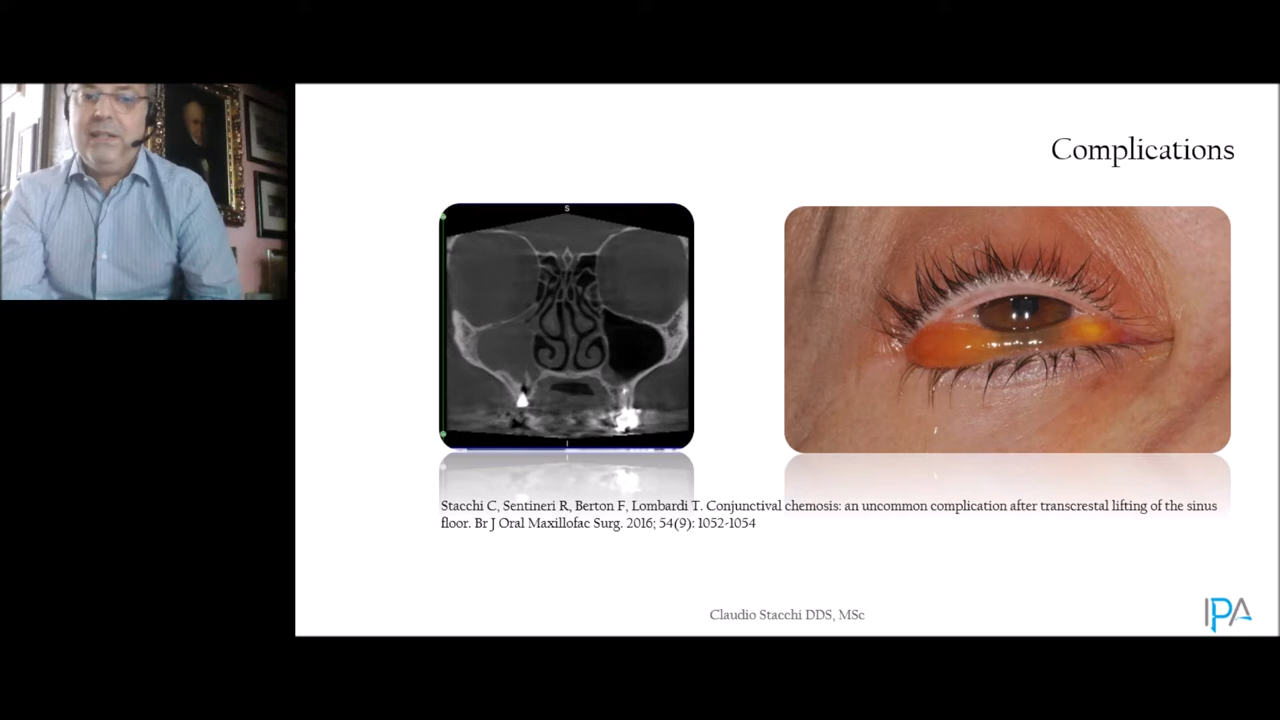 Complications
S
I
Stacchi C, Sentineri R, Berton F, Lombardi T. Conjunctival chemosis: an uncommon complication after transcrestal lifting of the sinus
floor. Br J Oral Maxillofac Surg. 2016; 54(9): 1052-1054
Claudio Stacchi DDS, MSc
IPA